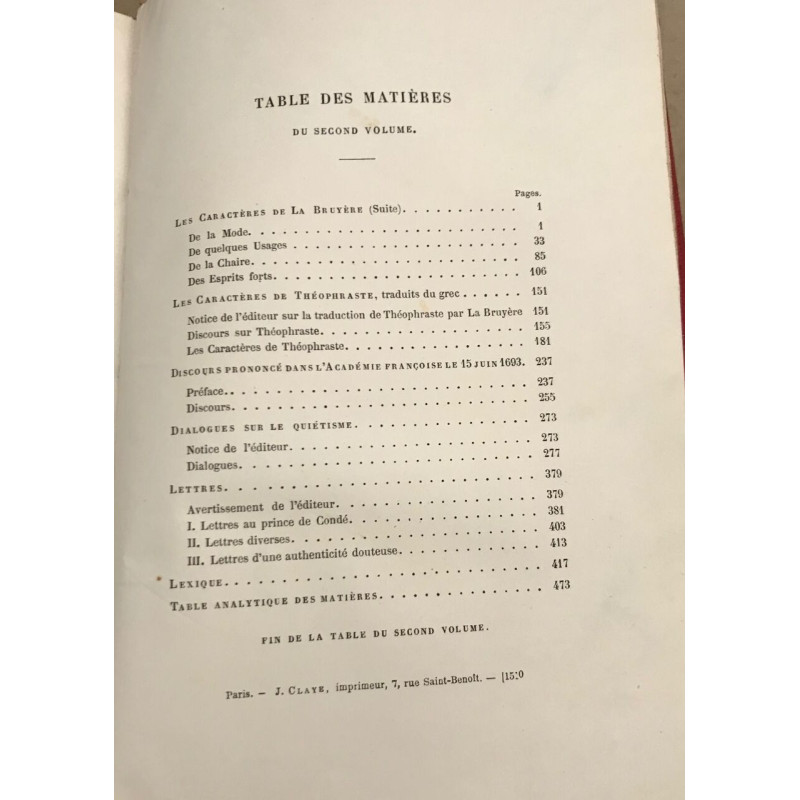 TABLE DES MATIÈRES
DU SECOND VOLUME.
Pages.
LES CARACTÈRES DE LA BRUYÈRE (Suite). . . . . . . . . . . 1
De la Mode. . . . . . . . . . . . . . . . . . . 1
De quelques Usages . . . . . . . . . . . . . . . . 33
De la Chaire. . . . . . . . . . . . . . . . . . 85
Des Esprits forts. . . . . . . . . . . . . . . . . 106
LES CARACTÈRES DE THÉOPHRASTE, traduits du grec . . . . . . 151
Notice de l'éditeur sur la traduction de Théophraste par La Bruyère 151
Discours sur Théophraste. . . . . . . . . . . . . . 155
Les Caractères de Théophraste. . . . . . . . . . . . 181
DISCOURS PRONONCÉ DANS L'ACADÉMIE FRANÇOISE LE 15 JUIN 1693. 237
Préface. . . . . . . . . . . . . . . . . . . . 237
Discours. . . . . . . . . . . . . . . . . . . . 255
DIALOGUES SUR LE QUIÉTISME. . . . . . . . . . . . . . 273
Notice de l'éditeur. . . . . . . . . . . . . . . . 273
Dialogues. . . . . . . . . . . . . . . . . . . 277
LETTRES. . . . . . . . . . . . . . . . . . . . . 379
Avertissement de l'éditeur. . . . . . . . . . . . . 379
I. Lettres au prince de Condé. . . . . . . . . . . . 381
II. Lettres diverses. . . . . . . . . . . . . . . . 403
III. Lettres d'une authenticité douteuse. . . . . . . . . 413
LEXIQUE. . . . . . . . . . . . . . . . . . . . . 417
TABLE ANALYTIQUE DES MATIÈRES. . . . . . . . . . . . . 473
FIN DE LA TABLE DU SECOND VOLUME.
Paris. — J. CLAYE, imprimeur, 7, rue Saint-Benoît. —